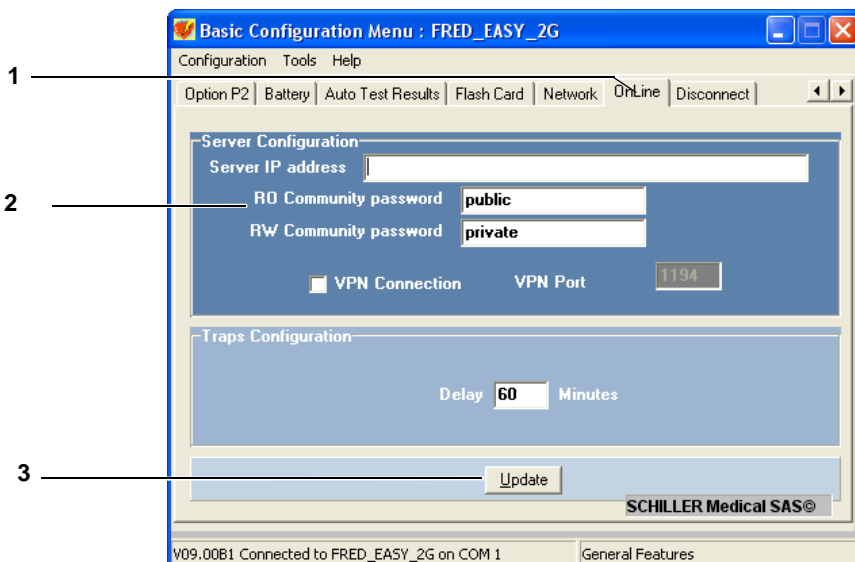 Basic Configuration Menu : FRED_EASY_2G
Configuration Tools Help
1
Option P2 Battery Auto Test Results Flash Card Network OnLine Disconnect
Server Configuration
Server IP address
2
RO Community password public
RW Community password private
VPN Connection VPN Port 1194
Traps Configuration
Delay 60 Minutes
3
Update
SCHILLER Medical SAS©
V09.00B1 Connected to FRED_EASY_2G on COM 1 General Features